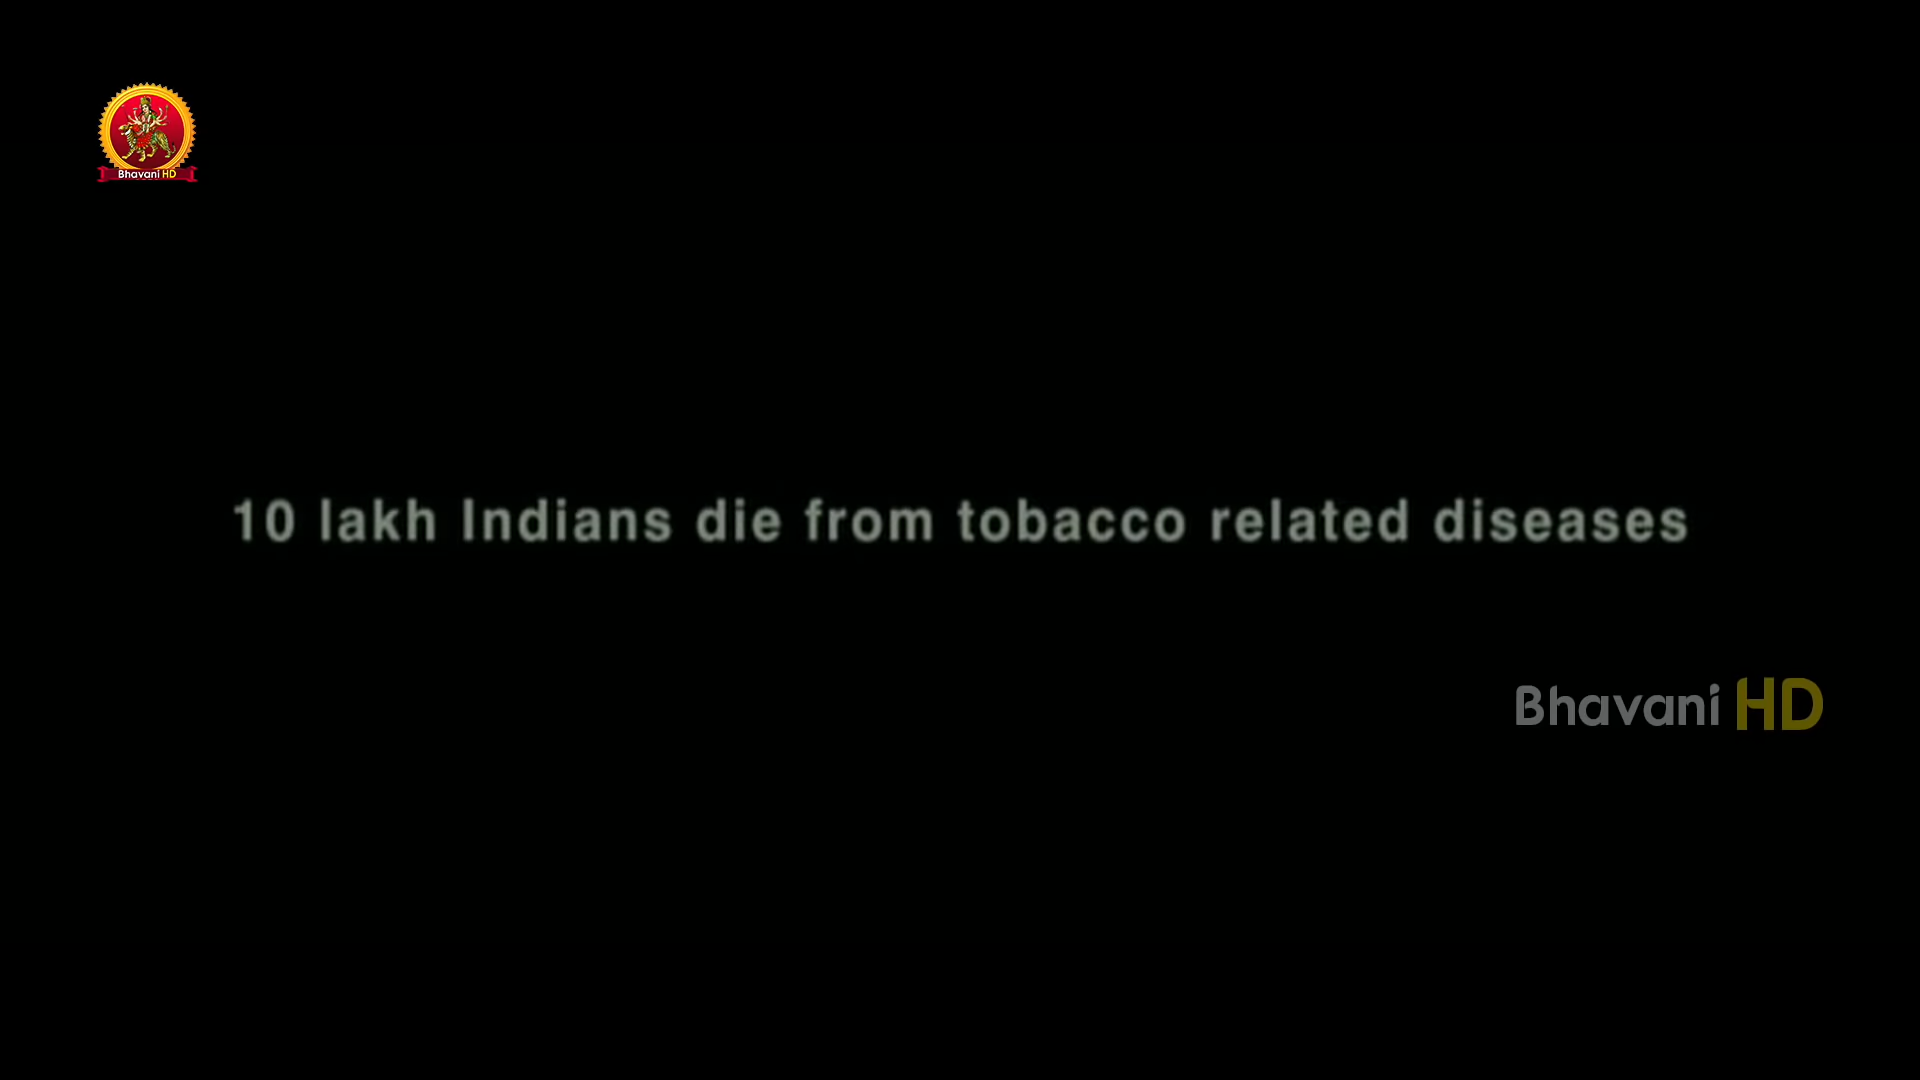 Bhavani HD
10 lakh Indians die from tobacco related diseases
Bhavani HD